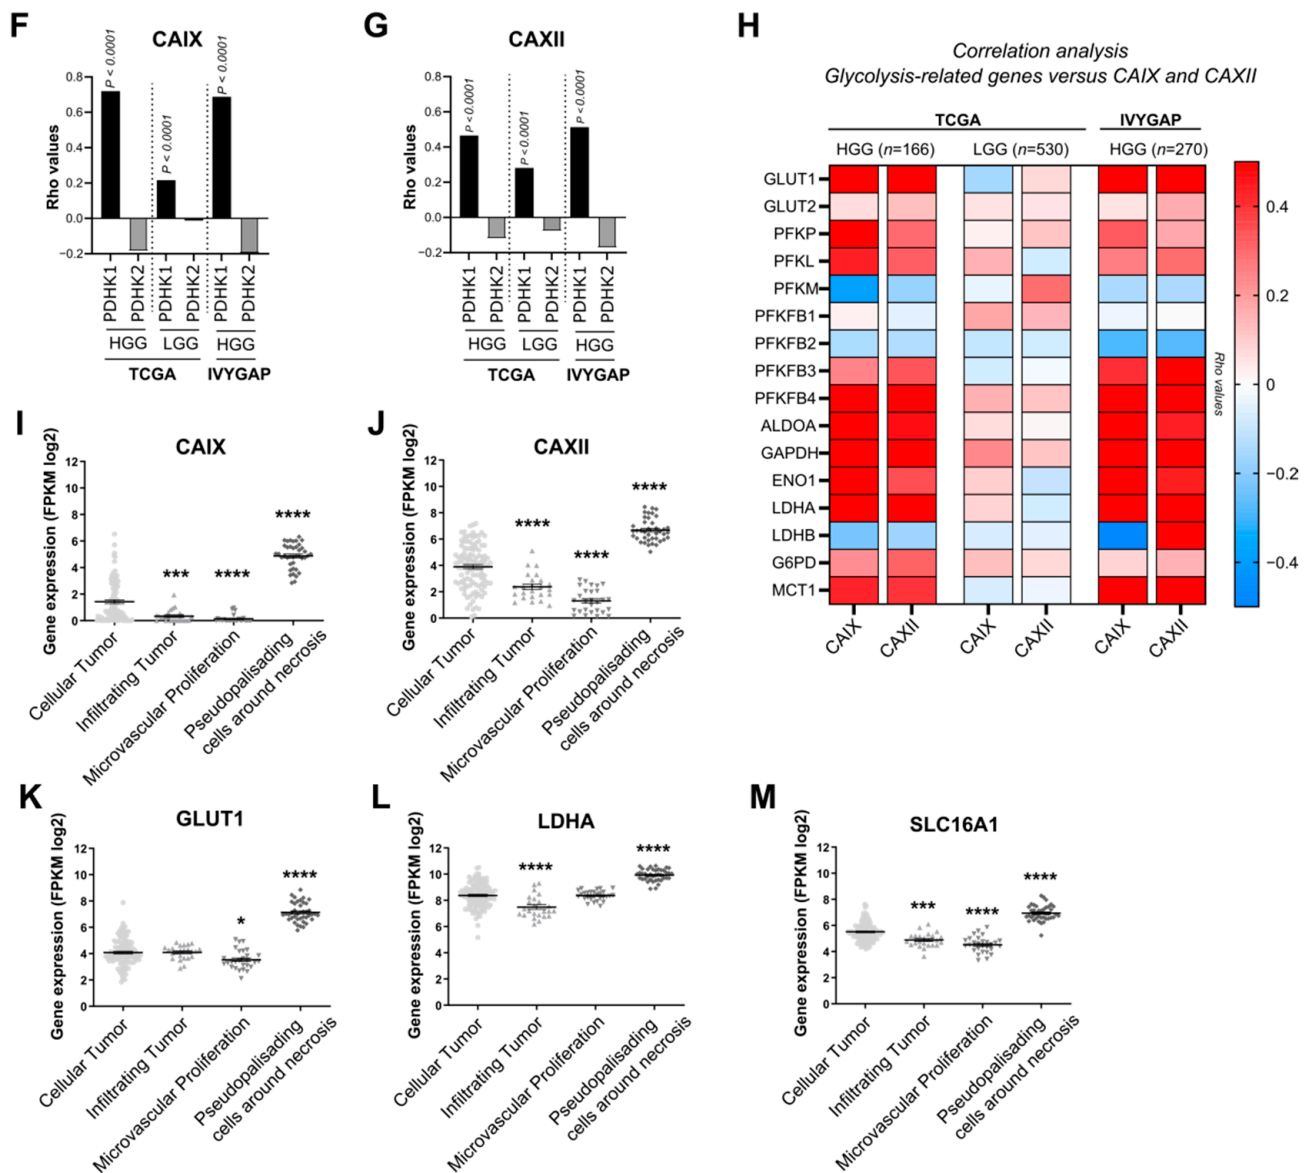 F
CAIX
Rho values
0.8
0.6
0.4
0.2
0.0
−0.2
P < 0.0001
P < 0.0001
P < 0.0001
PDHK1
PDHK2
PDHK1
PDHK2
PDHK1
PDHK2
HGG LGG HGG
TCGA IVYGAP
G
CAXII
Rho values
0.8
0.6
0.4
0.2
0.0
−0.2
P < 0.0001
P < 0.0001
P < 0.0001
PDHK1
PDHK2
PDHK1
PDHK2
PDHK1
PDHK2
HGG LGG HGG
TCGA IVYGAP
H
Correlation analysis
Glycolysis-related genes versus CAIX and CAXII
TCGA IVYGAP
HGG (n=166) LGG (n=530) HGG (n=270)
GLUT1
GLUT2
PFKP
PFKL
PFKM
PFKFB1
PFKFB2
PFKFB3
PFKFB4
ALDOA
GAPDH
ENO1
LDHA
LDHB
G6PD
MCT1
CAIX CAXII CAIX CAXII CAIX CAXII
0.4
0.2
0
−0.2
−0.4
Rho values
I
CAIX
Gene expression (FPKM log2)
12
10
8
6
4
2
0
*** **** ****
Cellular Tumor
Infiltrating Tumor
Microvascular Proliferation
Pseudopalisading
cells around necrosis
J
CAXII
Gene expression (FPKM log2)
12
10
8
6
4
2
0
**** **** ****
Cellular Tumor
Infiltrating Tumor
Microvascular Proliferation
Pseudopalisading
cells around necrosis
K
GLUT1
Gene expression (FPKM log2)
12
10
8
6
4
2
0
* ****
Cellular Tumor
Infiltrating Tumor
Microvascular Proliferation
Pseudopalisading
cells around necrosis
L
LDHA
Gene expression (FPKM log2)
12
10
8
6
4
2
0
**** ****
Cellular Tumor
Infiltrating Tumor
Microvascular Proliferation
Pseudopalisading
cells around necrosis
M
SLC16A1
Gene expression (FPKM log2)
12
10
8
6
4
2
0
*** **** ****
Cellular Tumor
Infiltrating Tumor
Microvascular Proliferation
Pseudopalisading
cells around necrosis